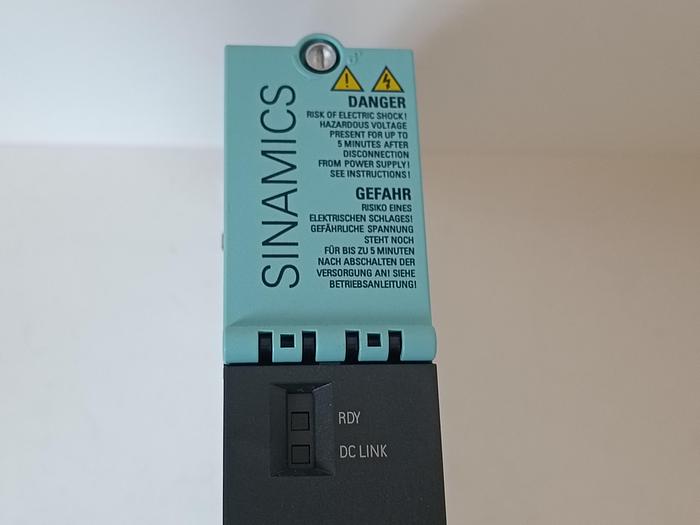 SINAMICS
DANGER
RISK OF ELECTRIC SHOCK!
HAZARDOUS VOLTAGE
PRESENT FOR UP TO
5 MINUTES AFTER
DISCONNECTION
FROM POWER SUPPLY!
SEE INSTRUCTIONS!
GEFAHR
RISIKO EINES
ELEKTRISCHEN SCHLAGES!
GEFÄHRLICHE SPANNUNG
STEHT NOCH
FÜR BIS ZU 5 MINUTEN
NACH ABSCHALTEN DER
VERSORGUNG AN! SIEHE
BETRIEBSANLEITUNG!
RDY
DC LINK